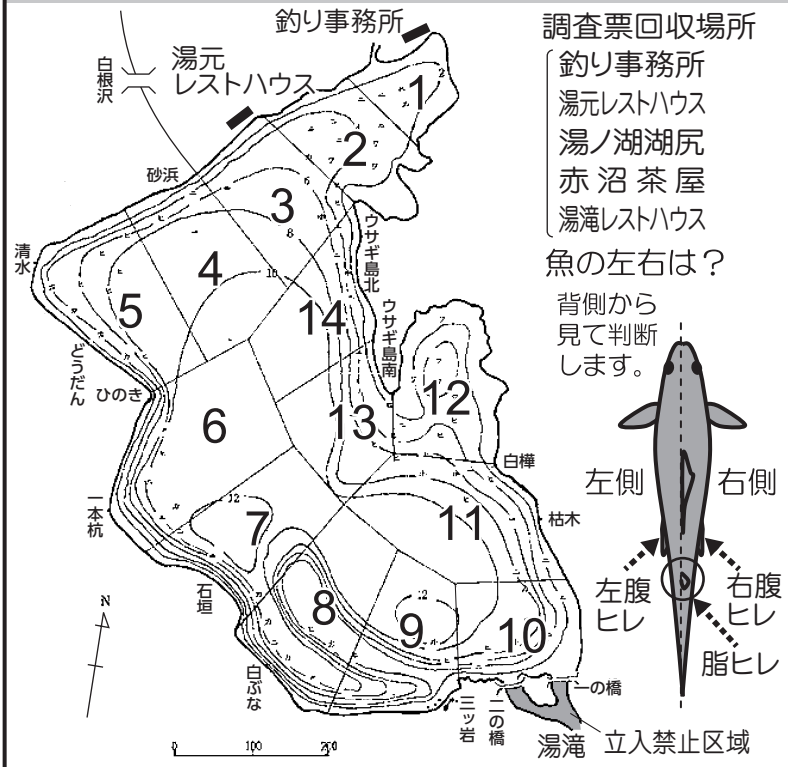 釣り事務所
湯元
レストハウス
白根沢
砂浜
清水
どうだん
ひのき
一本杭
石垣
白ぶな
三ッ岩
二の橋
一の橋
湯滝
立入禁止区域
枯木
白樺
ウサギ島北
ウサギ島南
1
2
3
4
5
6
7
8
9
10
11
12
13
14
2
6
8
10
12
12
N
0 100 200
調査票回収場所
釣り事務所
湯元レストハウス
湯ノ湖湖尻
赤沼茶屋
湯滝レストハウス
魚の左右は？
背側から
見て判断
します。
左側
右側
左腹
ヒレ
右腹
ヒレ
脂ヒレ